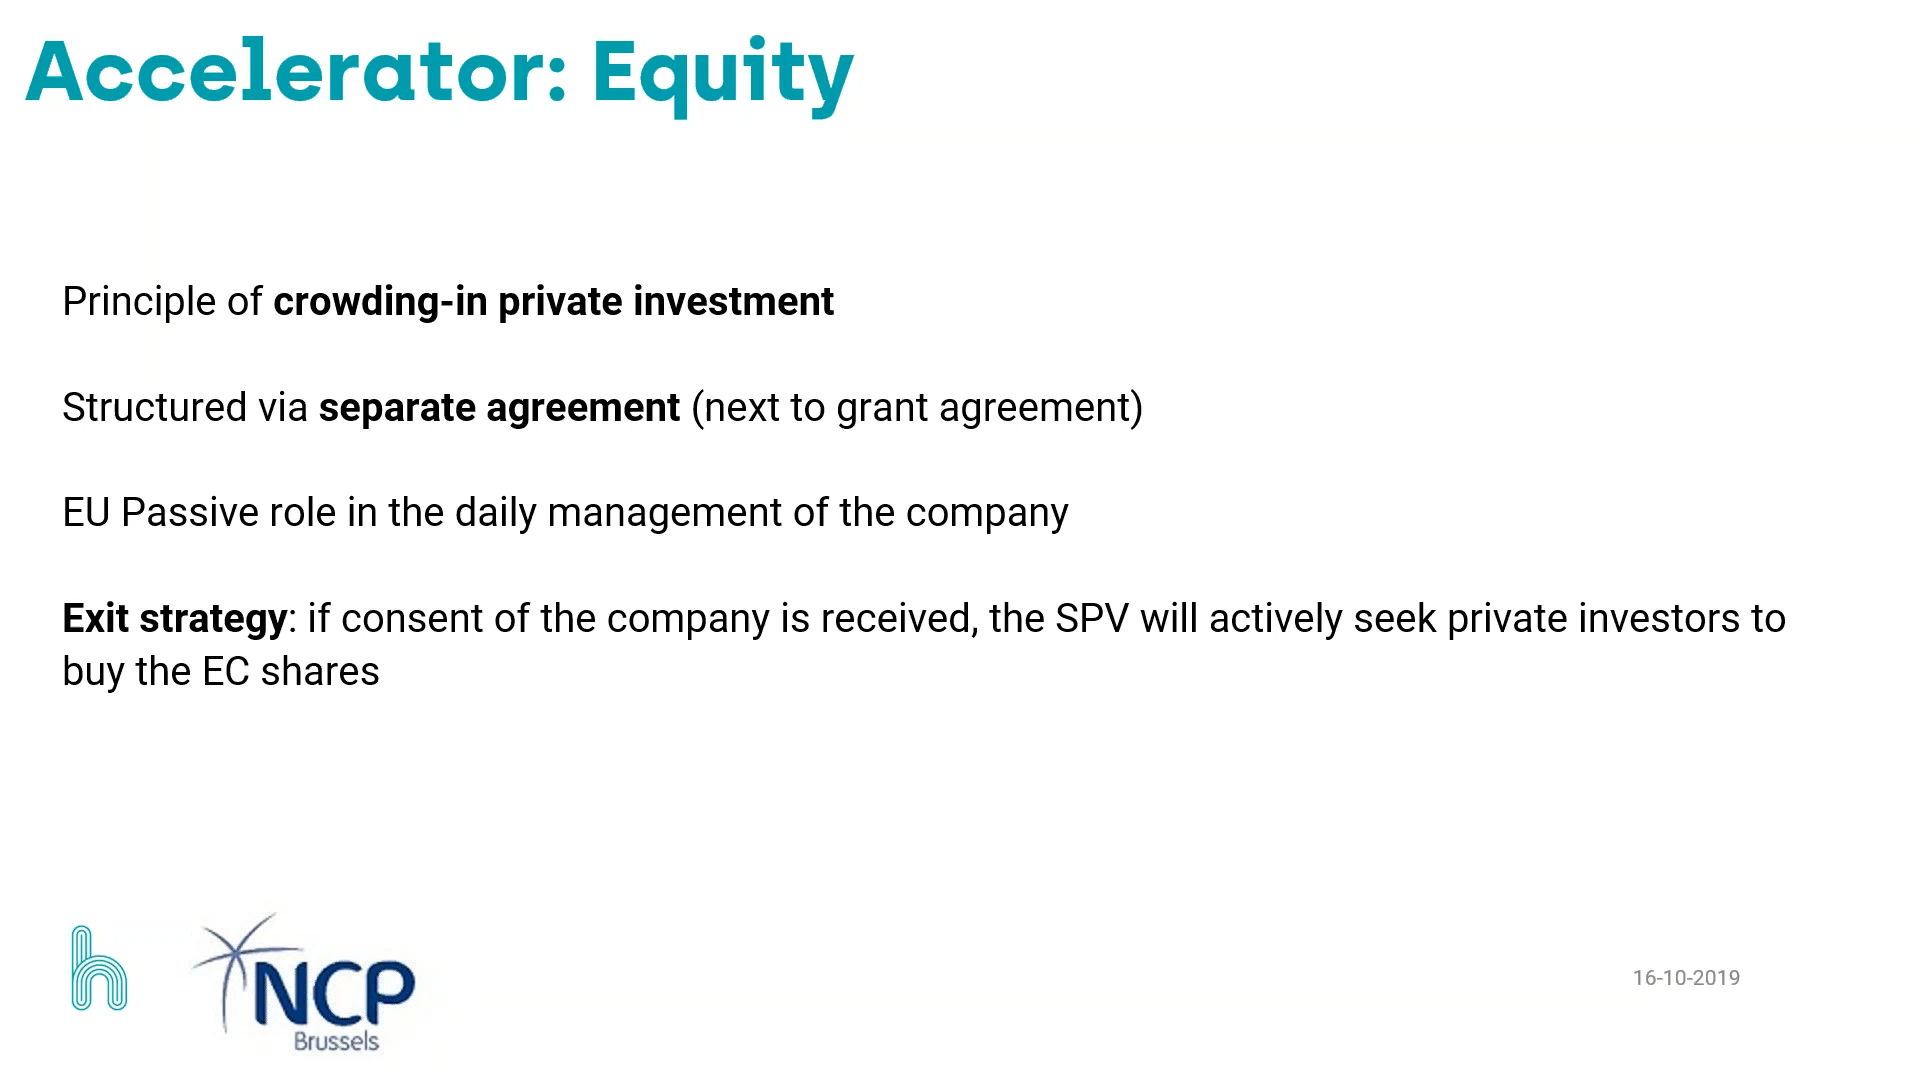 Accelerator: Equity
Principle of crowding-in private investment
Structured via separate agreement (next to grant agreement)
EU Passive role in the daily management of the company
Exit strategy: if consent of the company is received, the SPV will actively seek private investors to
buy the EC shares
h
NCP
Brussels
16-10-2019